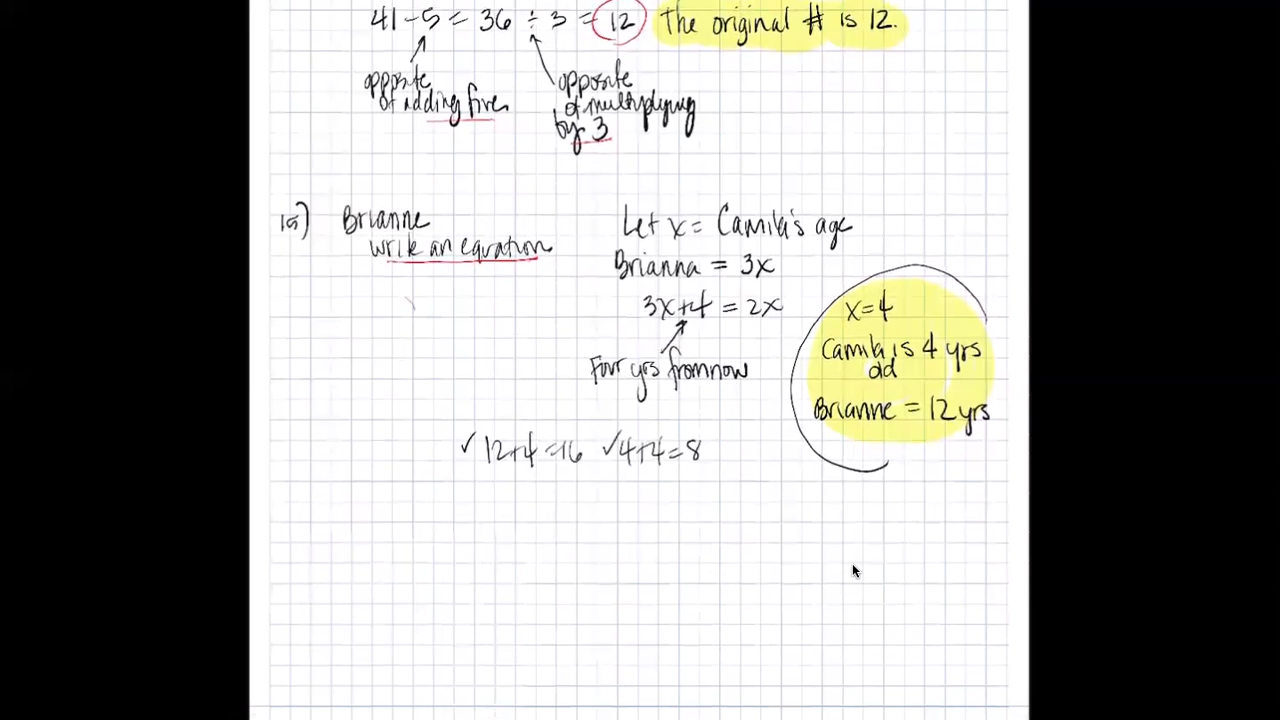 41 - 5 = 36 ÷ 3 = 12 The original # is 12.
opposite
of adding five
opposite
of multiplying
by 3
15) Brianne
write an equation
Let x = Camila's age
Brianna = 3x
3x+4 = 2x
Four yrs from now
x=4
Camila is 4 yrs
old
Brianne = 12 yrs
✓ 12+4 = 16 ✓ 4+4 = 8